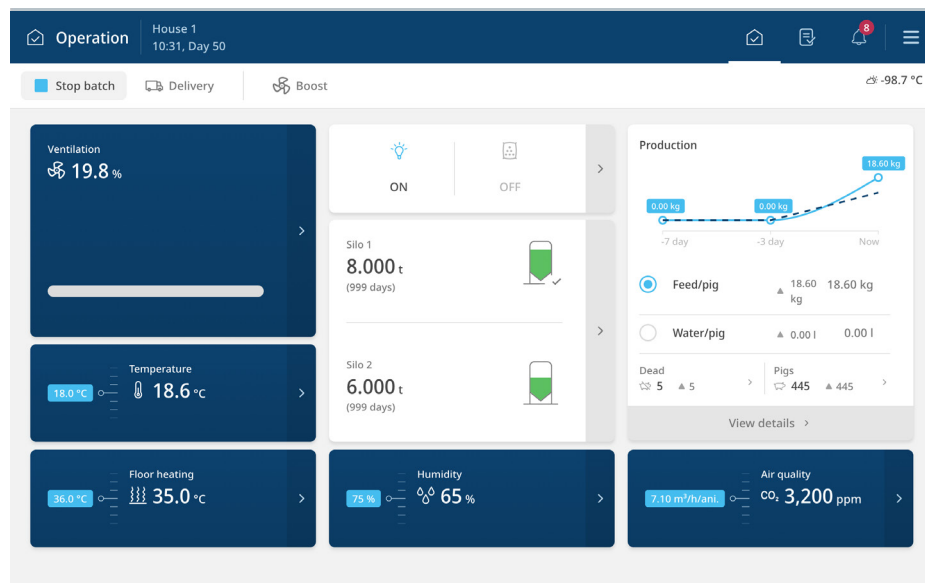 Operation
House 1
10:31, Day 50
8
Stop batch
Delivery
Boost
-98.7 °C
Ventilation
19.8 %
ON
OFF
Silo 1
8.000 t
(999 days)
Silo 2
6.000 t
(999 days)
Production
18.60 kg
0.00 kg
0.00 kg
-7 day
-3 day
Now
Feed/pig
▲ 18.60 kg
18.60 kg
Water/pig
▲ 0.00 l
0.00 l
Dead
5 ▲ 5
Pigs
445 ▲ 445
View details
Temperature
18.0 °C
18.6 °C
Floor heating
36.0 °C
35.0 °C
Humidity
75 %
65 %
Air quality
7.10 m³/h/ani.
CO₂ 3,200 ppm